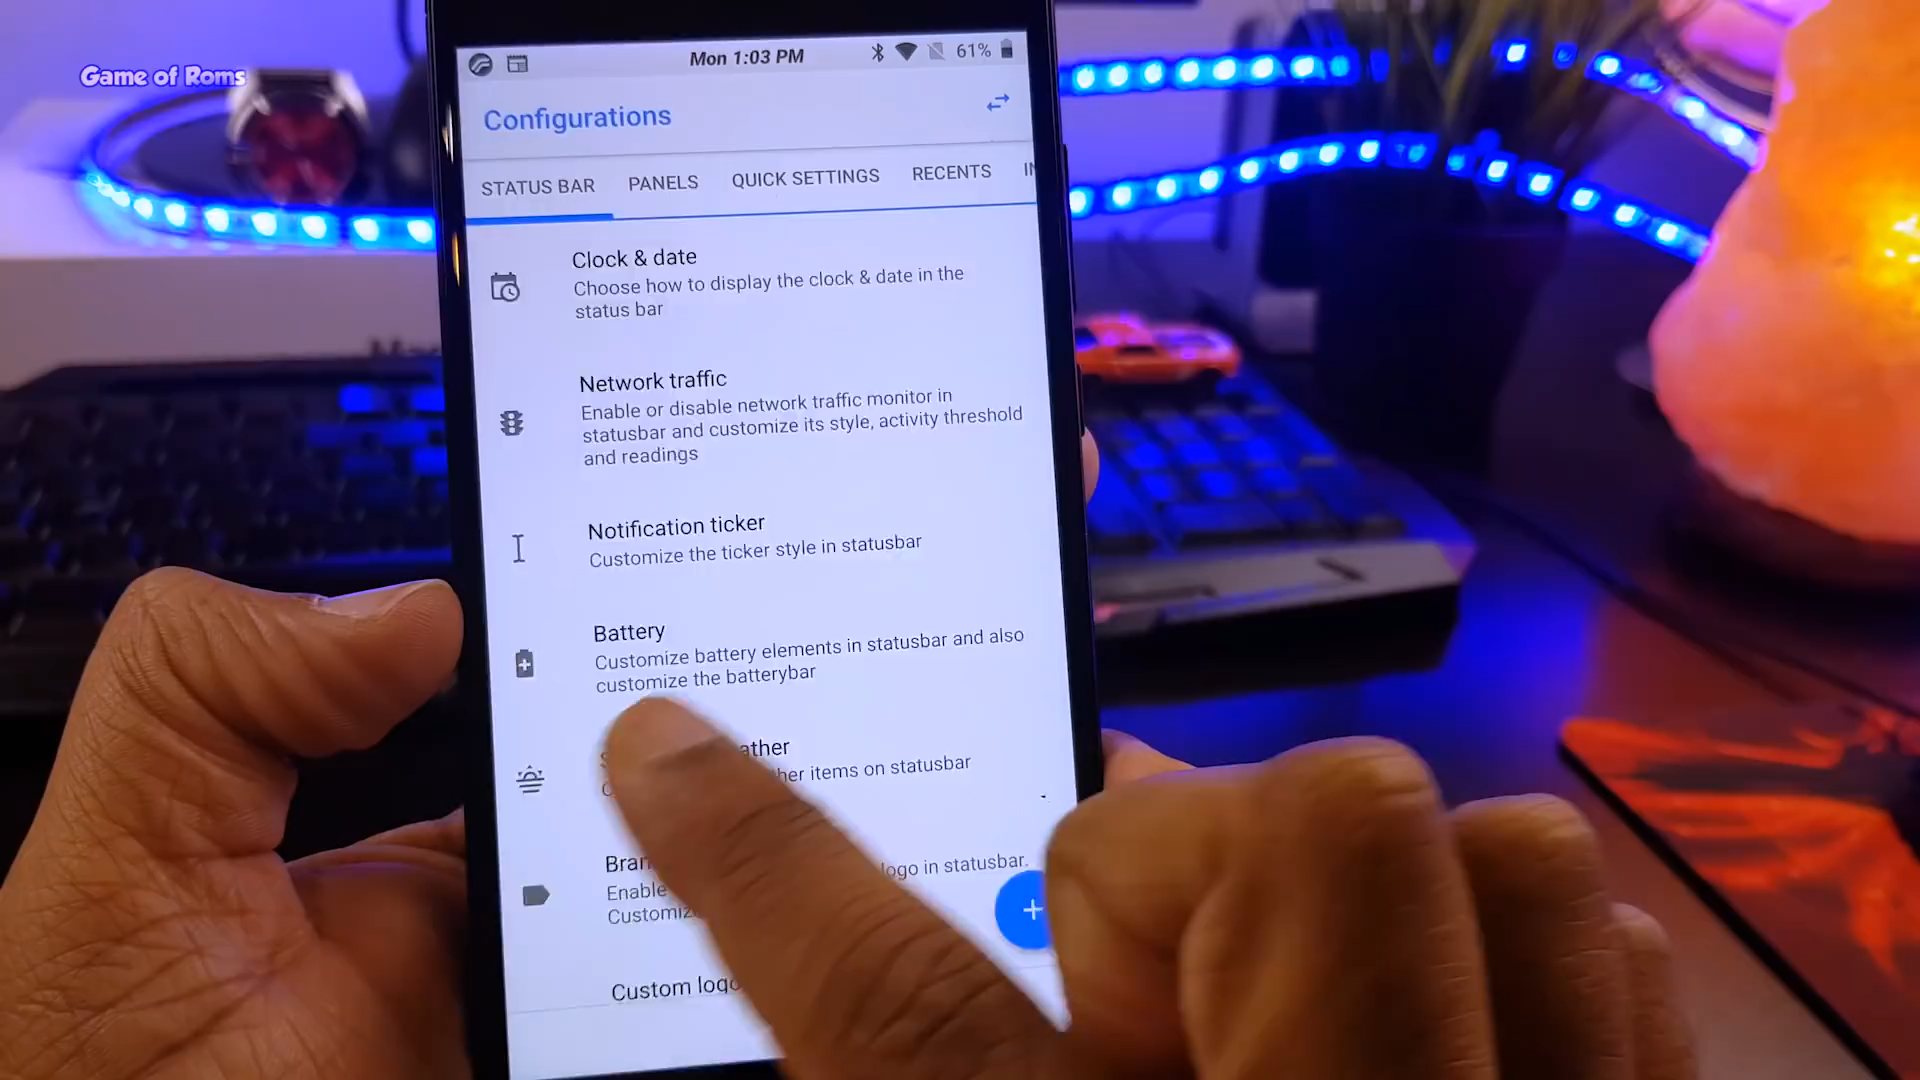 Game of Roms
Mon 1:03 PM
61%
Configurations
STATUS BAR PANELS QUICK SETTINGS RECENTS
Clock & date
Choose how to display the clock & date in the
status bar
Network traffic
Enable or disable network traffic monitor in
statusbar and customize its style, activity threshold
and readings
Notification ticker
Customize the ticker style in statusbar
Battery
Customize battery elements in statusbar and also
customize the batterybar
items on statusbar
logo in statusbar.
Enable
Custom